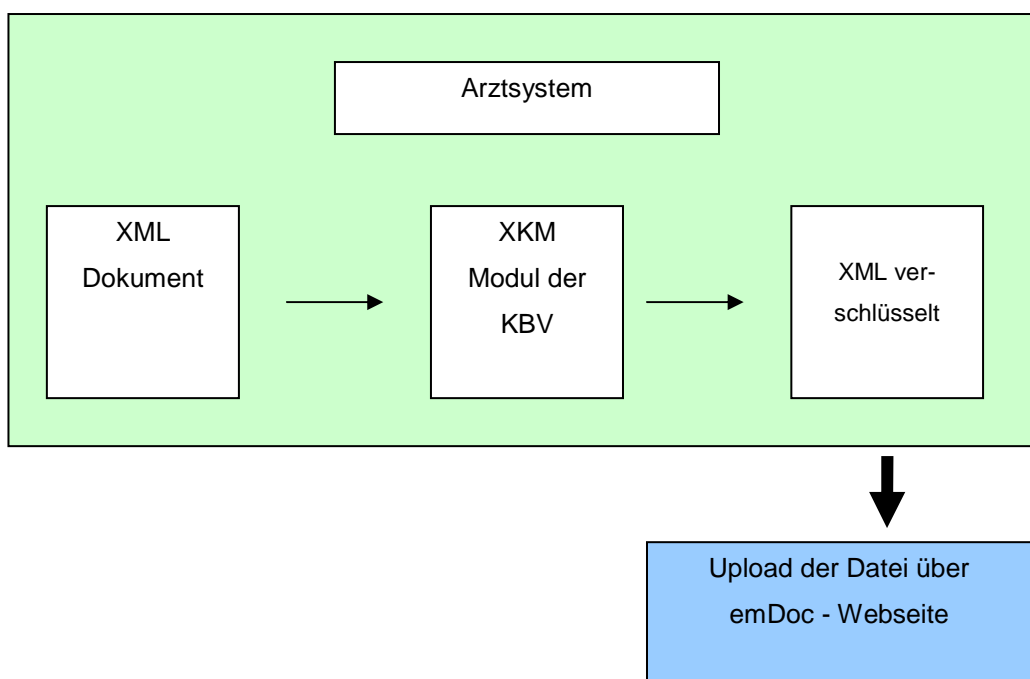 Arztsystem
XML
Dokument
XKM
Modul der
KBV
XML ver-
schlüsselt
Upload der Datei über
emDoc - Webseite